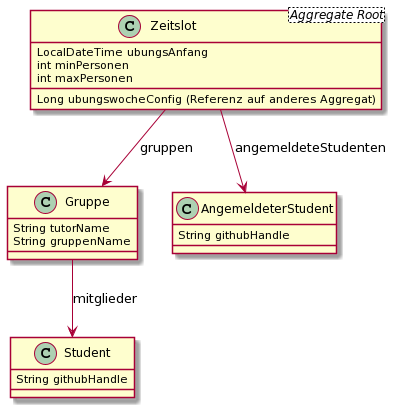 Aggregate Root
C Zeitslot
LocalDateTime ubungsAnfang
int minPersonen
int maxPersonen
Long ubungswocheConfig (Referenz auf anderes Aggregat)
gruppen
angemeldeteStudenten
C Gruppe
String tutorName
String gruppenName
C AngemeldeterStudent
String githubHandle
mitglieder
C Student
String githubHandle